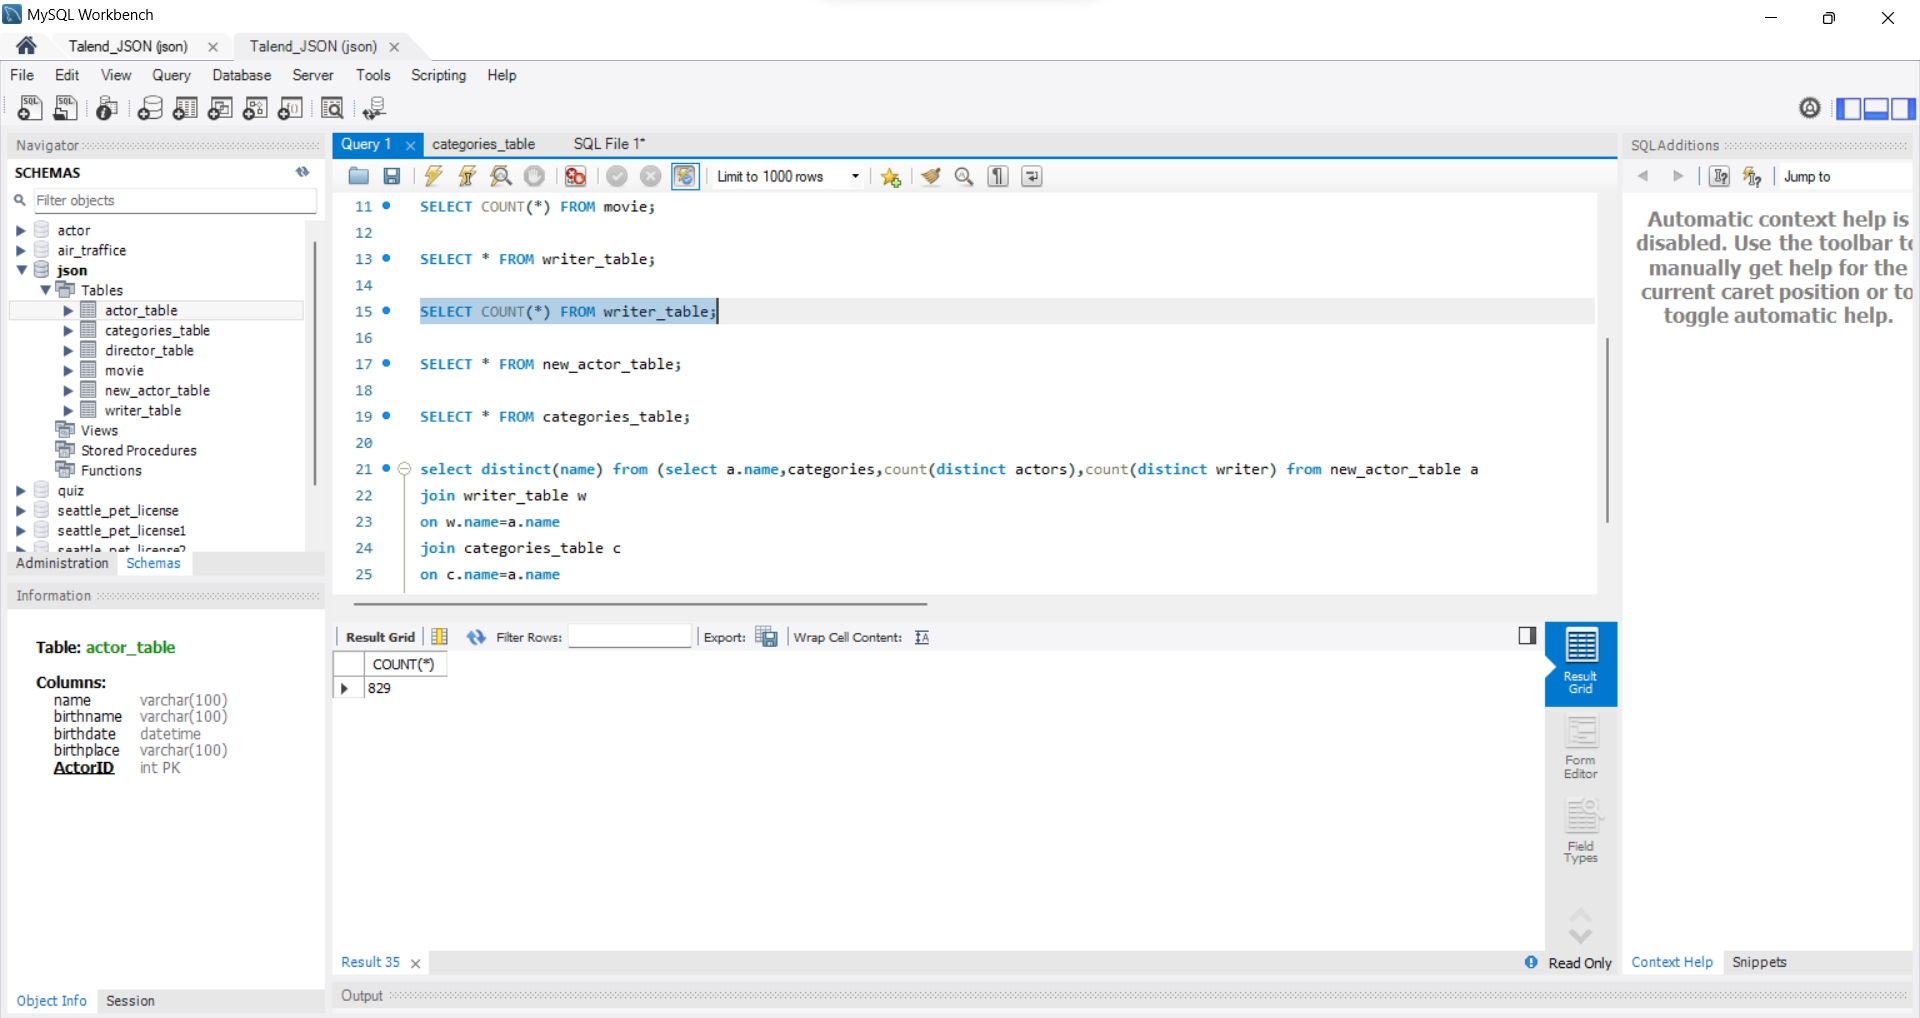 MySQL Workbench
Talend_JSON (json)
Talend_JSON (json)
File Edit View Query Database Server Tools Scripting Help
Navigator
SCHEMAS
Filter objects
actor
air_traffice
json
Tables
actor_table
categories_table
director_table
movie
new_actor_table
writer_table
Views
Stored Procedures
Functions
quiz
seattle_pet_license
seattle_pet_license1
seattle_pet_license2
Administration Schemas
Information
Table: actor_table
Columns:
name varchar(100)
birthname varchar(100)
birthdate datetime
birthplace varchar(100)
ActorID int PK
Object Info Session
Query 1 categories_table SQL File 1*
Limit to 1000 rows
11 SELECT COUNT(*) FROM movie;
12
13 SELECT * FROM writer_table;
14
15 SELECT COUNT(*) FROM writer_table;
16
17 SELECT * FROM new_actor_table;
18
19 SELECT * FROM categories_table;
20
21 select distinct(name) from (select a.name,categories,count(distinct actors),count(distinct writer) from new_actor_table a
22 join writer_table w
23 on w.name=a.name
24 join categories_table c
25 on c.name=a.name
Result Grid Filter Rows: Export: Wrap Cell Content:
COUNT(*)
829
Result
Grid
Form
Editor
Field
Types
Result 35
Read Only
Output
SQLAdditions
Jump to
Automatic context help is
disabled. Use the toolbar to
manually get help for the
current caret position or to
toggle automatic help.
Context Help Snippets